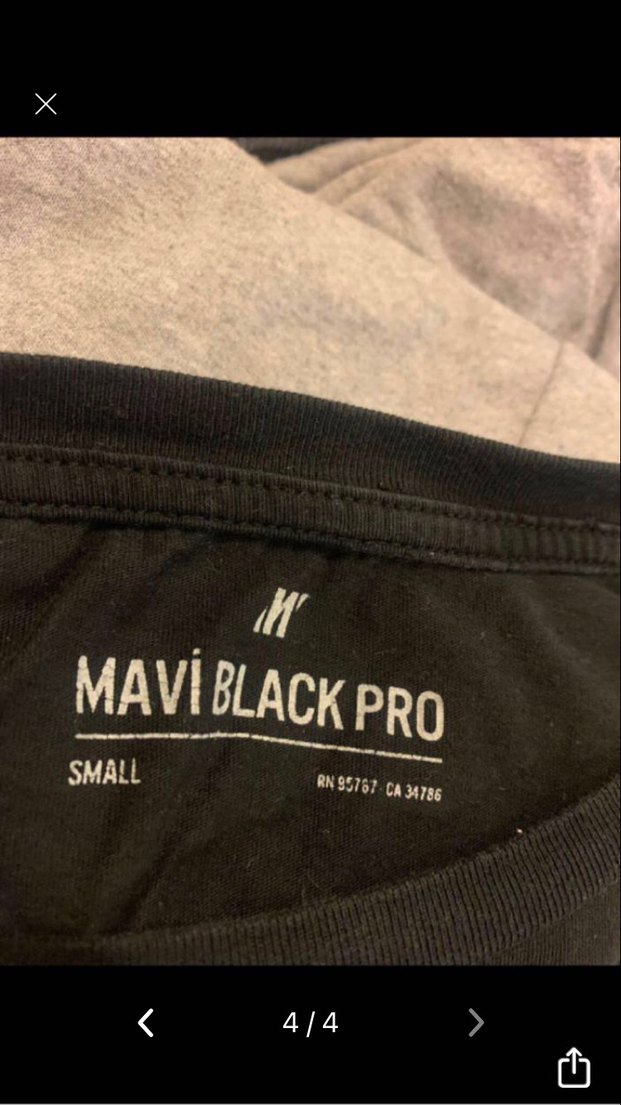 MAVİ BLACK PRO
SMALL
RN 95767 CA 34786
4 / 4